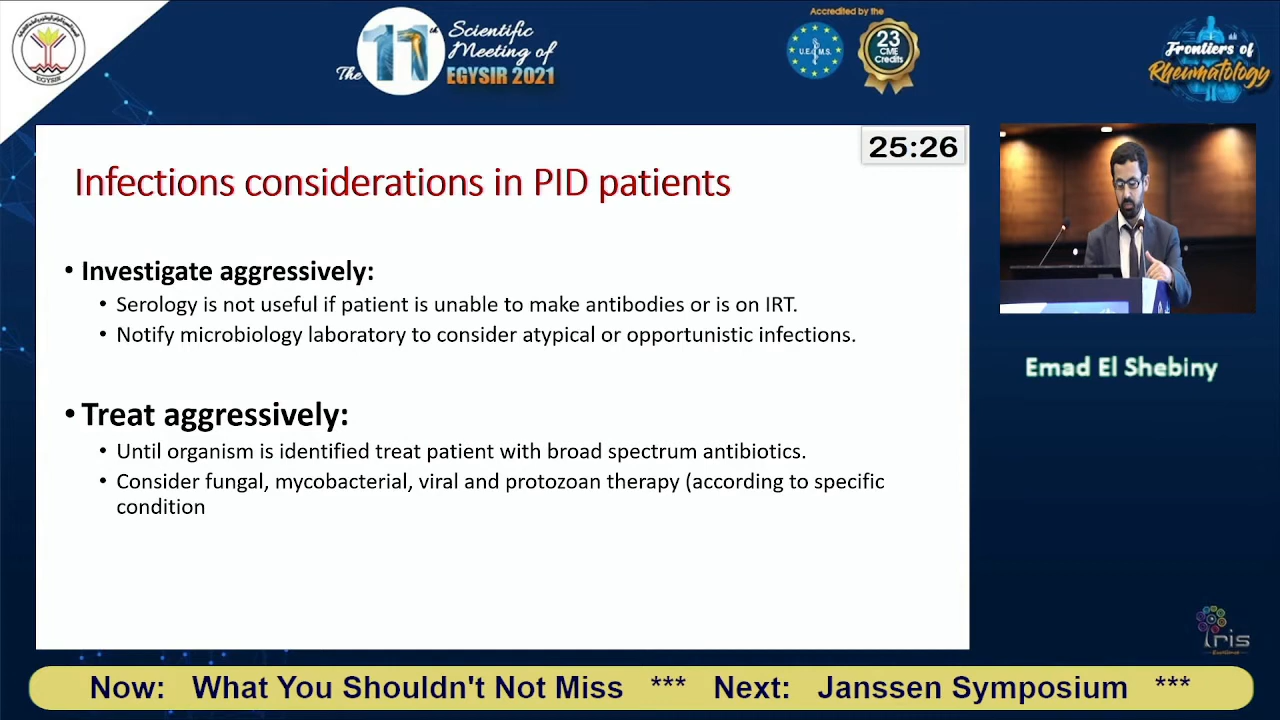 The 11th Scientific
Meeting of
EGYSIR 2021
Accredited by the
U.E.M.S.
23
CME
Credits
Frontiers of
Rheumatology
EGYSIR
25:26
Infections considerations in PID patients
• Investigate aggressively:
• Serology is not useful if patient is unable to make antibodies or is on IRT.
• Notify microbiology laboratory to consider atypical or opportunistic infections.
• Treat aggressively:
• Until organism is identified treat patient with broad spectrum antibiotics.
• Consider fungal, mycobacterial, viral and protozoan therapy (according to specific
condition
Emad El Shebiny
Iris
Now: What You Shouldn't Not Miss *** Next: Janssen Symposium ***